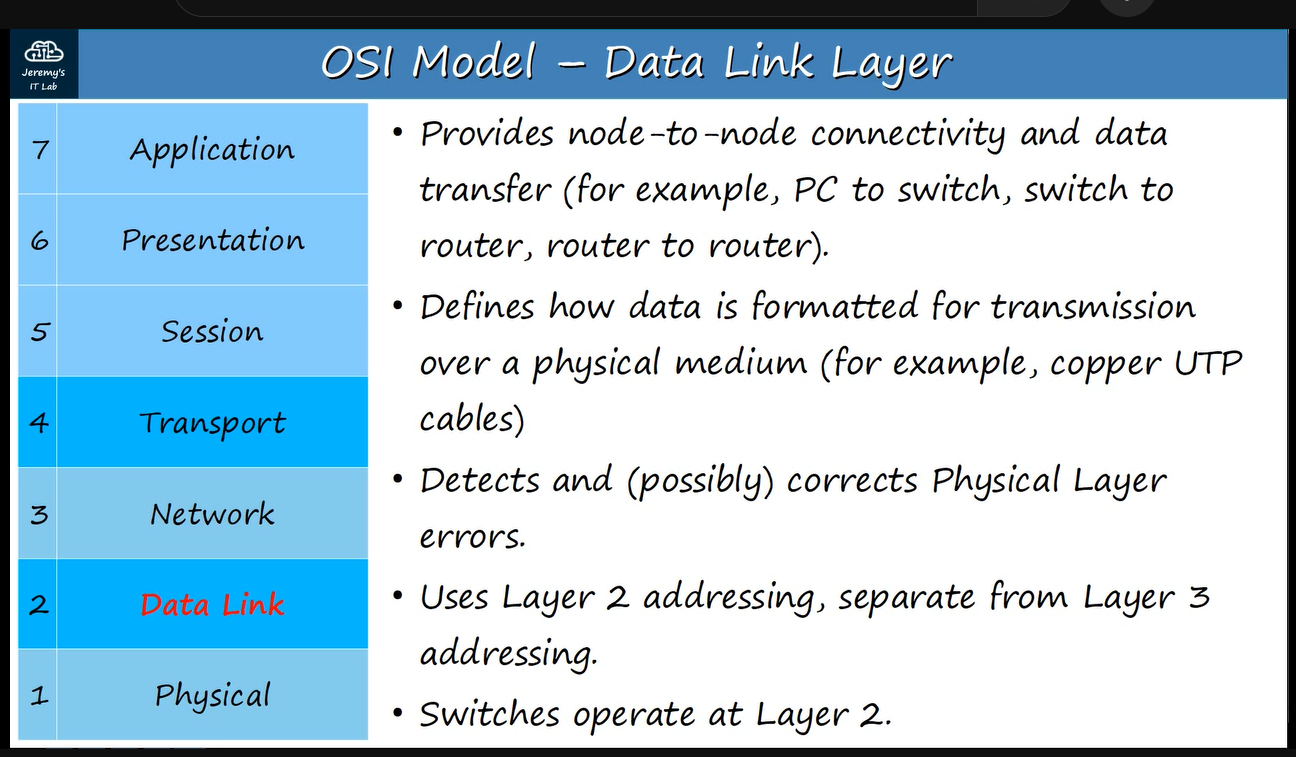 Jeremy's
IT Lab
OSI Model – Data Link Layer
7 Application
6 Presentation
5 Session
4 Transport
3 Network
2 Data Link
1 Physical
• Provides node-to-node connectivity and data
transfer (for example, PC to switch, switch to
router, router to router).
• Defines how data is formatted for transmission
over a physical medium (for example, copper UTP
cables)
• Detects and (possibly) corrects Physical Layer
errors.
• Uses Layer 2 addressing, separate from Layer 3
addressing.
• Switches operate at Layer 2.